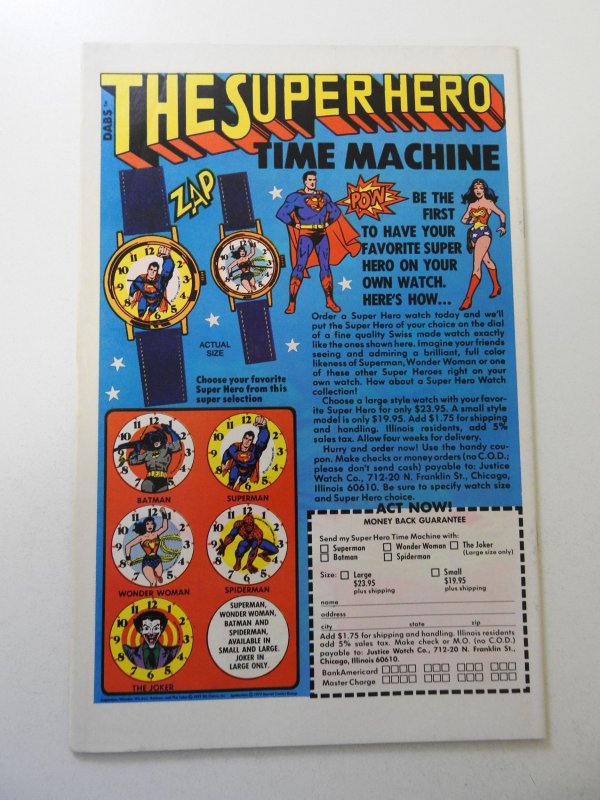 DABS™
THE SUPER HERO
TIME MACHINE
ZAP
POW
BE THE
FIRST
TO HAVE YOUR
FAVORITE SUPER
HERO ON YOUR
OWN WATCH.
HERE'S HOW...
ACTUAL
SIZE
Choose your favorite
Super Hero from this
super selection
Order a Super Hero watch today and we'll
put the Super Hero of your choice on the dial
of a fine quality Swiss made watch exactly
like the ones shown here. Imagine your friends
seeing and admiring a brilliant, full color
likeness of Superman, Wonder Woman or one
of these other Super Heroes right on your
own watch. How about a Super Hero Watch
collection!
Choose a large style watch with your favor-
ite Super Hero for only $23.95. A small style
model is only $19.95. Add $1.75 for shipping
and handling. Illinois residents, add 5%
sales tax. Allow four weeks for delivery.
Hurry and order now! Use the handy cou-
pon. Make checks or money orders (no C.O.D.;
please don't send cash) payable to: Justice
Watch Co., 712-20 N. Franklin St., Chicago,
Illinois 60610. Be sure to specify watch size
and Super Hero choice.
BATMAN
SUPERMAN
WONDER WOMAN
SPIDERMAN
THE JOKER
SUPERMAN,
WONDER WOMAN,
BATMAN AND
SPIDERMAN,
AVAILABLE IN
SMALL AND LARGE.
JOKER IN
LARGE ONLY.
ACT NOW!
MONEY BACK GUARANTEE
Send my Super Hero Time Machine with:
Superman Wonder Woman The Joker
Batman Spiderman (Large size only)
Size: Large Small
$23.95 $19.95
plus shipping plus shipping
name
address
city state zip
Add $1.75 for shipping and handling. Illinois residents
add 5% sales tax. Make check or M.O. (no C.O.D.)
payable to: Justice Watch Co., 712-20 N. Franklin St.,
Chicago, Illinois 60610.
BankAmericard
Master Charge